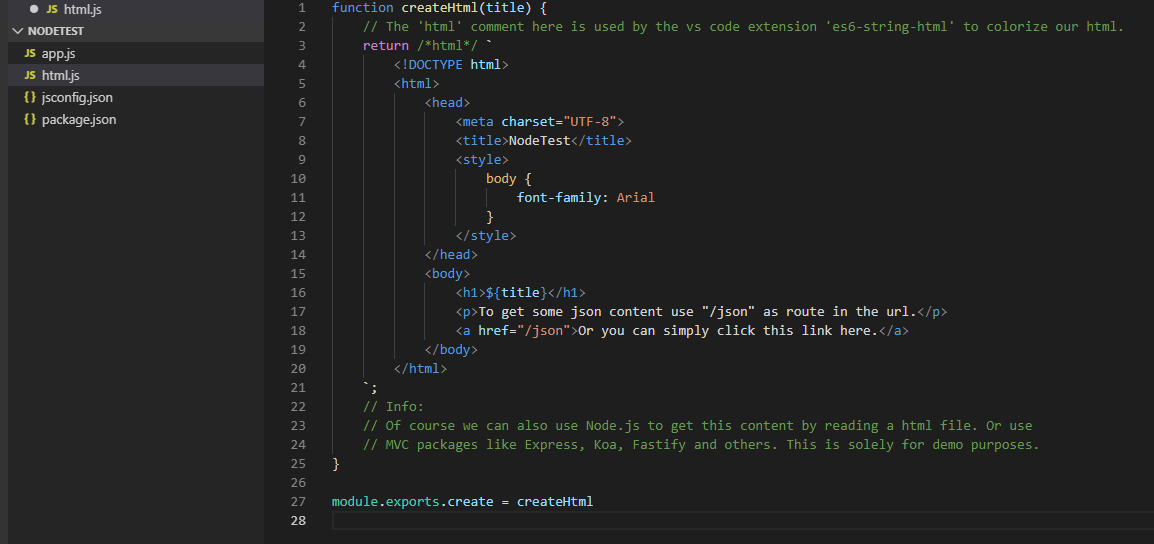 JS html.js
NODETEST
JS app.js
JS html.js
{} jsconfig.json
{} package.json
1 function createHtml(title) {
2     // The 'html' comment here is used by the vs code extension 'es6-string-html' to colorize our html.
3     return /*html*/ `
4         <!DOCTYPE html>
5         <html>
6             <head>
7                 <meta charset="UTF-8">
8                 <title>NodeTest</title>
9                 <style>
10                     body {
11                         font-family: Arial
12                     }
13                 </style>
14             </head>
15             <body>
16                 <h1>${title}</h1>
17                 <p>To get some json content use "/json" as route in the url.</p>
18                 <a href="/json">Or you can simply click this link here.</a>
19             </body>
20         </html>
21     `;
22     // Info:
23     // Of course we can also use Node.js to get this content by reading a html file. Or use
24     // MVC packages like Express, Koa, Fastify and others. This is solely for demo purposes.
25 }
26
27 module.exports.create = createHtml
28